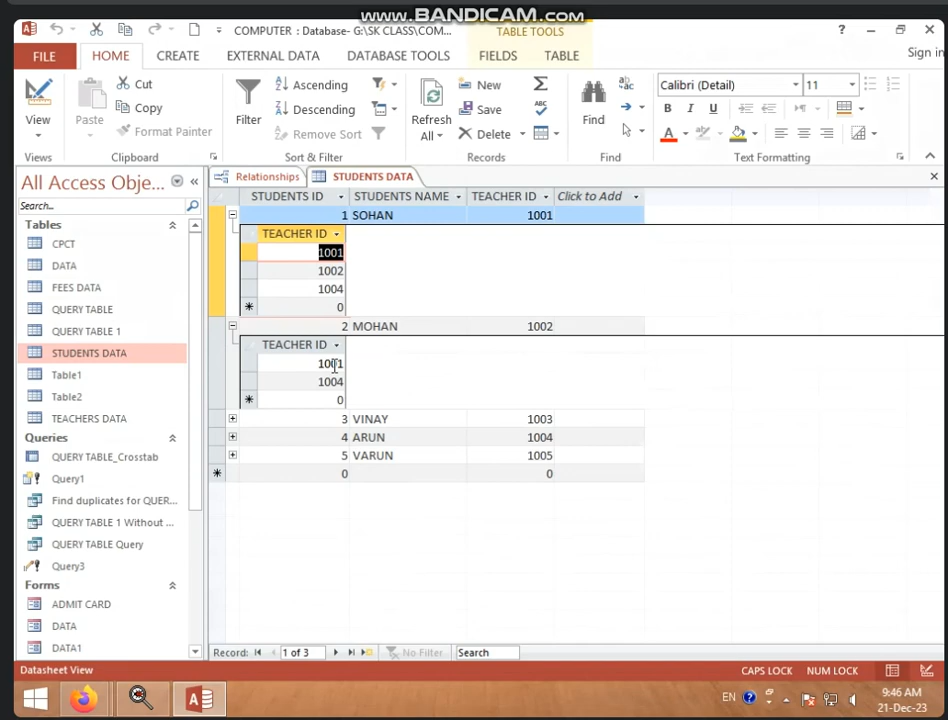 www.BANDICAM.com
COMPUTER : Database- G:\SK CLASS\COM...
TABLE TOOLS
?
Sign in
FILE
HOME
CREATE
EXTERNAL DATA
DATABASE TOOLS
FIELDS
TABLE
View
Views
Paste
Cut
Copy
Format Painter
Clipboard
Filter
Ascending
Descending
Remove Sort
Sort & Filter
Refresh
All
New
Save
Delete
Records
Find
Find
Calibri (Detail)
11
B I U
A
Text Formatting
All Access Obje...
Search...
Tables
CPCT
DATA
FEES DATA
QUERY TABLE
QUERY TABLE 1
STUDENTS DATA
Table1
Table2
TEACHERS DATA
Queries
QUERY TABLE_Crosstab
Query1
Find duplicates for QUER...
QUERY TABLE 1 Without ...
QUERY TABLE Query
Query3
Forms
ADMIT CARD
DATA
DATA1
Relationships
STUDENTS DATA
STUDENTS ID STUDENTS NAME TEACHER ID Click to Add
1 SOHAN 1001
TEACHER ID
1001
1002
1004
0
2 MOHAN 1002
TEACHER ID
1001
1004
0
3 VINAY 1003
4 ARUN 1004
5 VARUN 1005
0 0
Record: 1 of 3 No Filter Search
Datasheet View
CAPS LOCK NUM LOCK
EN
9:46 AM
21-Dec-23